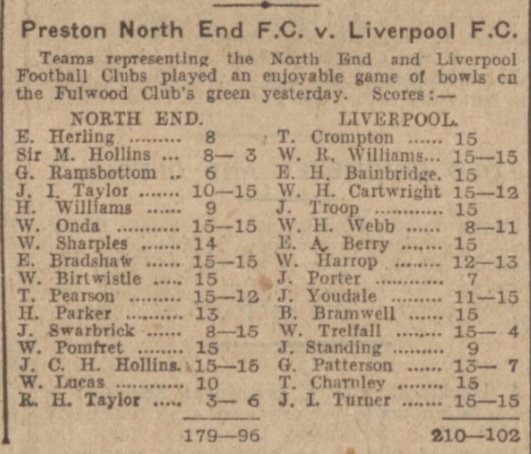 Preston North End F.C. v. Liverpool F.C.
Teams representing the North End and Liverpool
Football Clubs played an enjoyable game of bowls on
the Fulwood Club's green yesterday. Scores:—
NORTH END. LIVERPOOL.
E. Herling ......... 8 T. Crompton ...... 15
Sir M. Hollins ... 8— 3 W. R. Williams... 15—15
G. Ramsbottom .. 6 E. H. Bainbridge. 15
J. I. Taylor ....... 10—15 W. H. Cartwright 15—12
H. Williams ...... 9 J. Troop ............ 15
W. Onda ............ 15—15 W. H. Webb ...... 8—11
W. Sharples ....... 14 E. A. Berry ...... 15
E. Bradshaw ...... 15—15 W. Harrop ........ 12—13
W. Birtwistle ..... 15 J. Porter ........... 7
T. Pearson ......... 15—12 J. Youdale ......... 11—15
H. Parker ........... 13 B. Bramwell ...... 15
J. Swarbrick ...... 8—15 W. Trelfall ......... 15— 4
W. Pomfret ........ 15 J. Standing ......... 9
J. C. H. Hollins. 15—15 G. Patterson ...... 13— 7
W. Lucas ............ 10 T. Charnley ........ 15
R. H. Taylor ..... 3— 6 J. I. Turner ...... 15—15
179—96 210—102